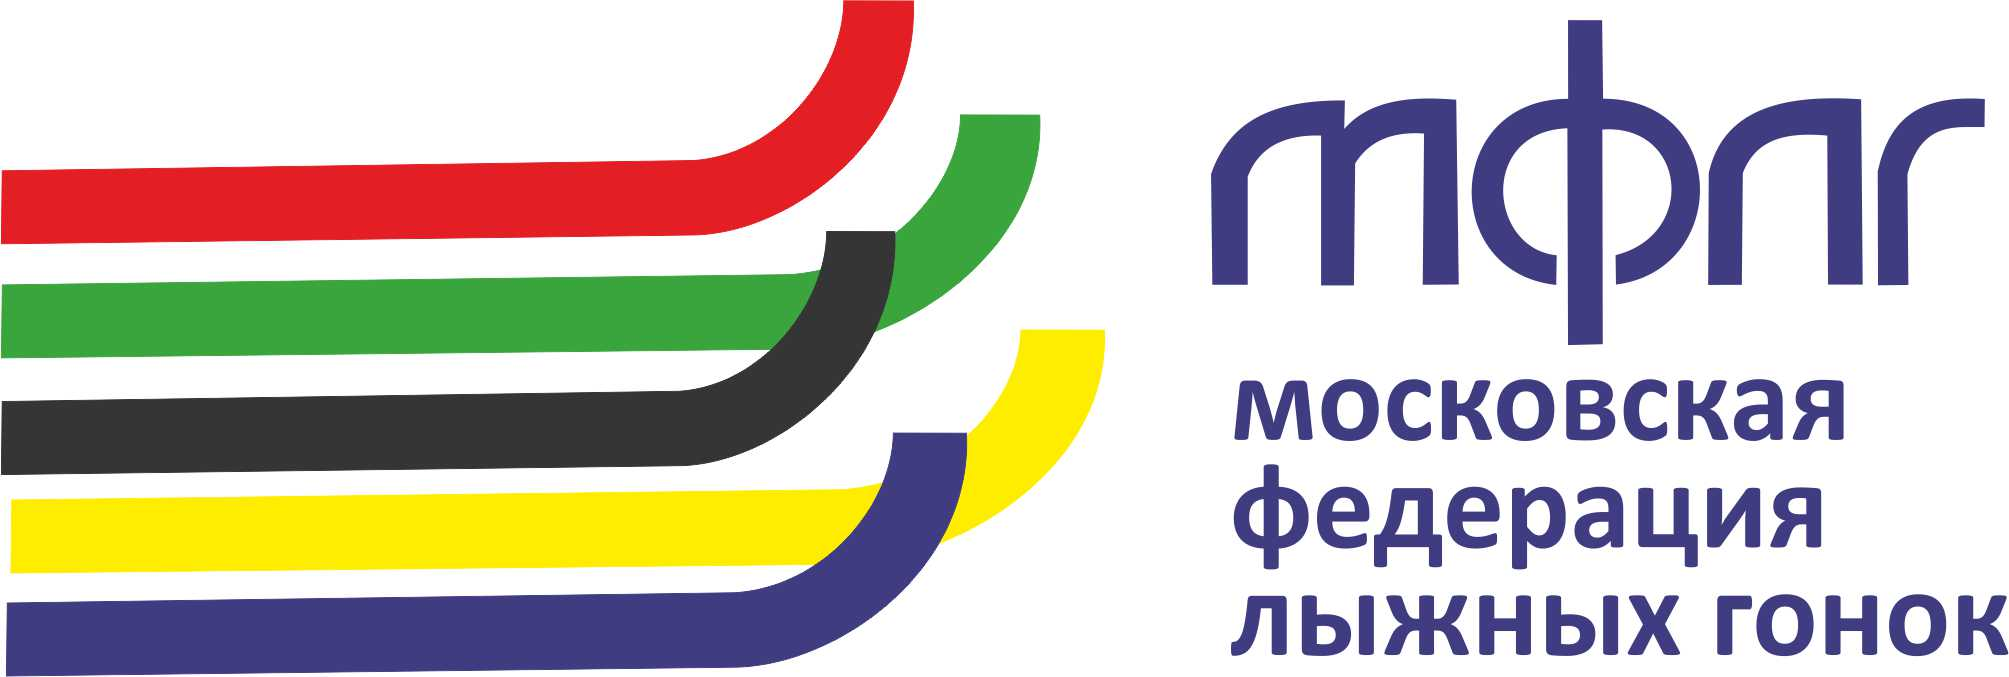 мфлг
московская
федерация
лыжных гонок